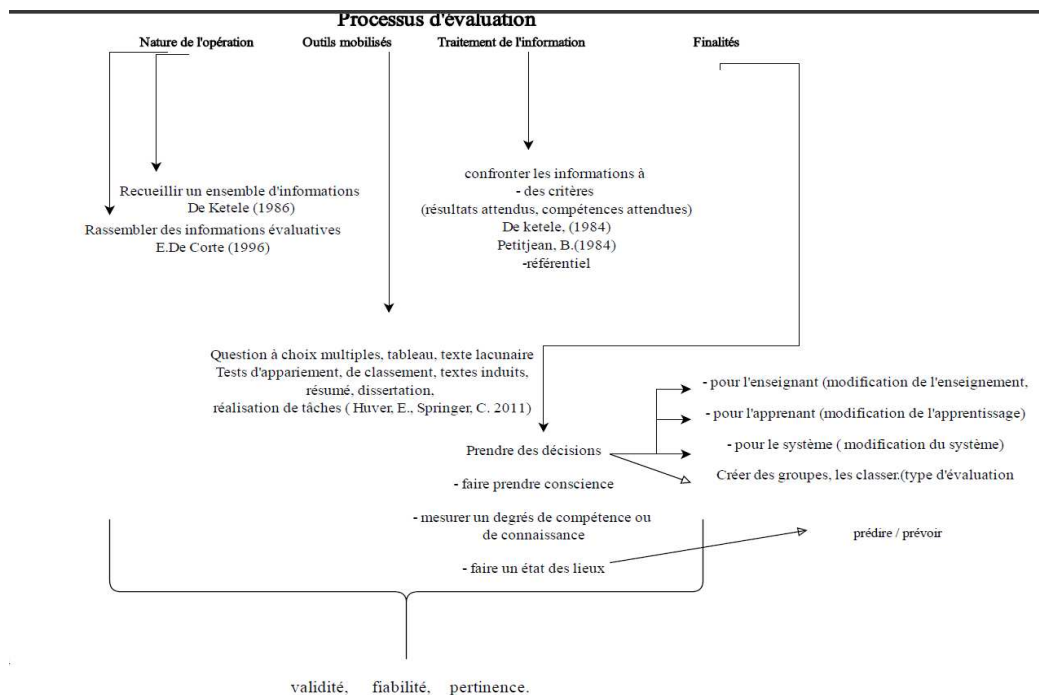 Processus d'évaluation
Nature de l'opération
Outils mobilisés
Traitement de l'information
Finalités
Recueillir un ensemble d'informations
De Ketele (1986)
Rassembler des informations évaluatives
E.De Corte (1996)
confronter les informations à
- des critères
(résultats attendus, compétences attendues)
De ketele, (1984)
Petitjean, B.(1984)
-référentiel
Question à choix multiples, tableau, texte lacunaire
Tests d'appariement, de classement, textes induits,
résumé, dissertation,
réalisation de tâches ( Huver, E., Springer, C. 2011)
Prendre des décisions
- faire prendre conscience
- mesurer un degrés de compétence ou
de connaissance
- faire un état des lieux
- pour l'enseignant (modification de l'enseignement,
- pour l'apprenant (modification de l'apprentissage)
- pour le système ( modification du système)
Créer des groupes, les classer.(type d'évaluation
prédire / prévoir
validité, fiabilité, pertinence.